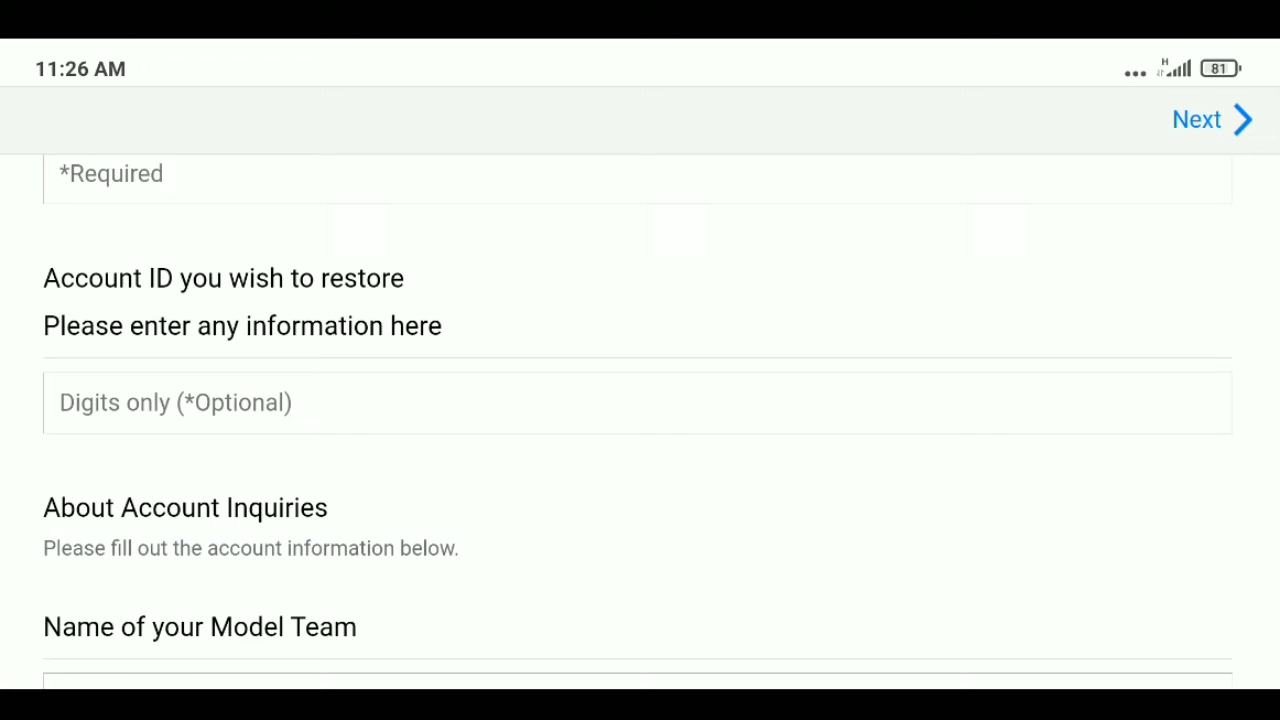 11:26 AM
H
81
Next
*Required
Account ID you wish to restore
Please enter any information here
Digits only (*Optional)
About Account Inquiries
Please fill out the account information below.
Name of your Model Team